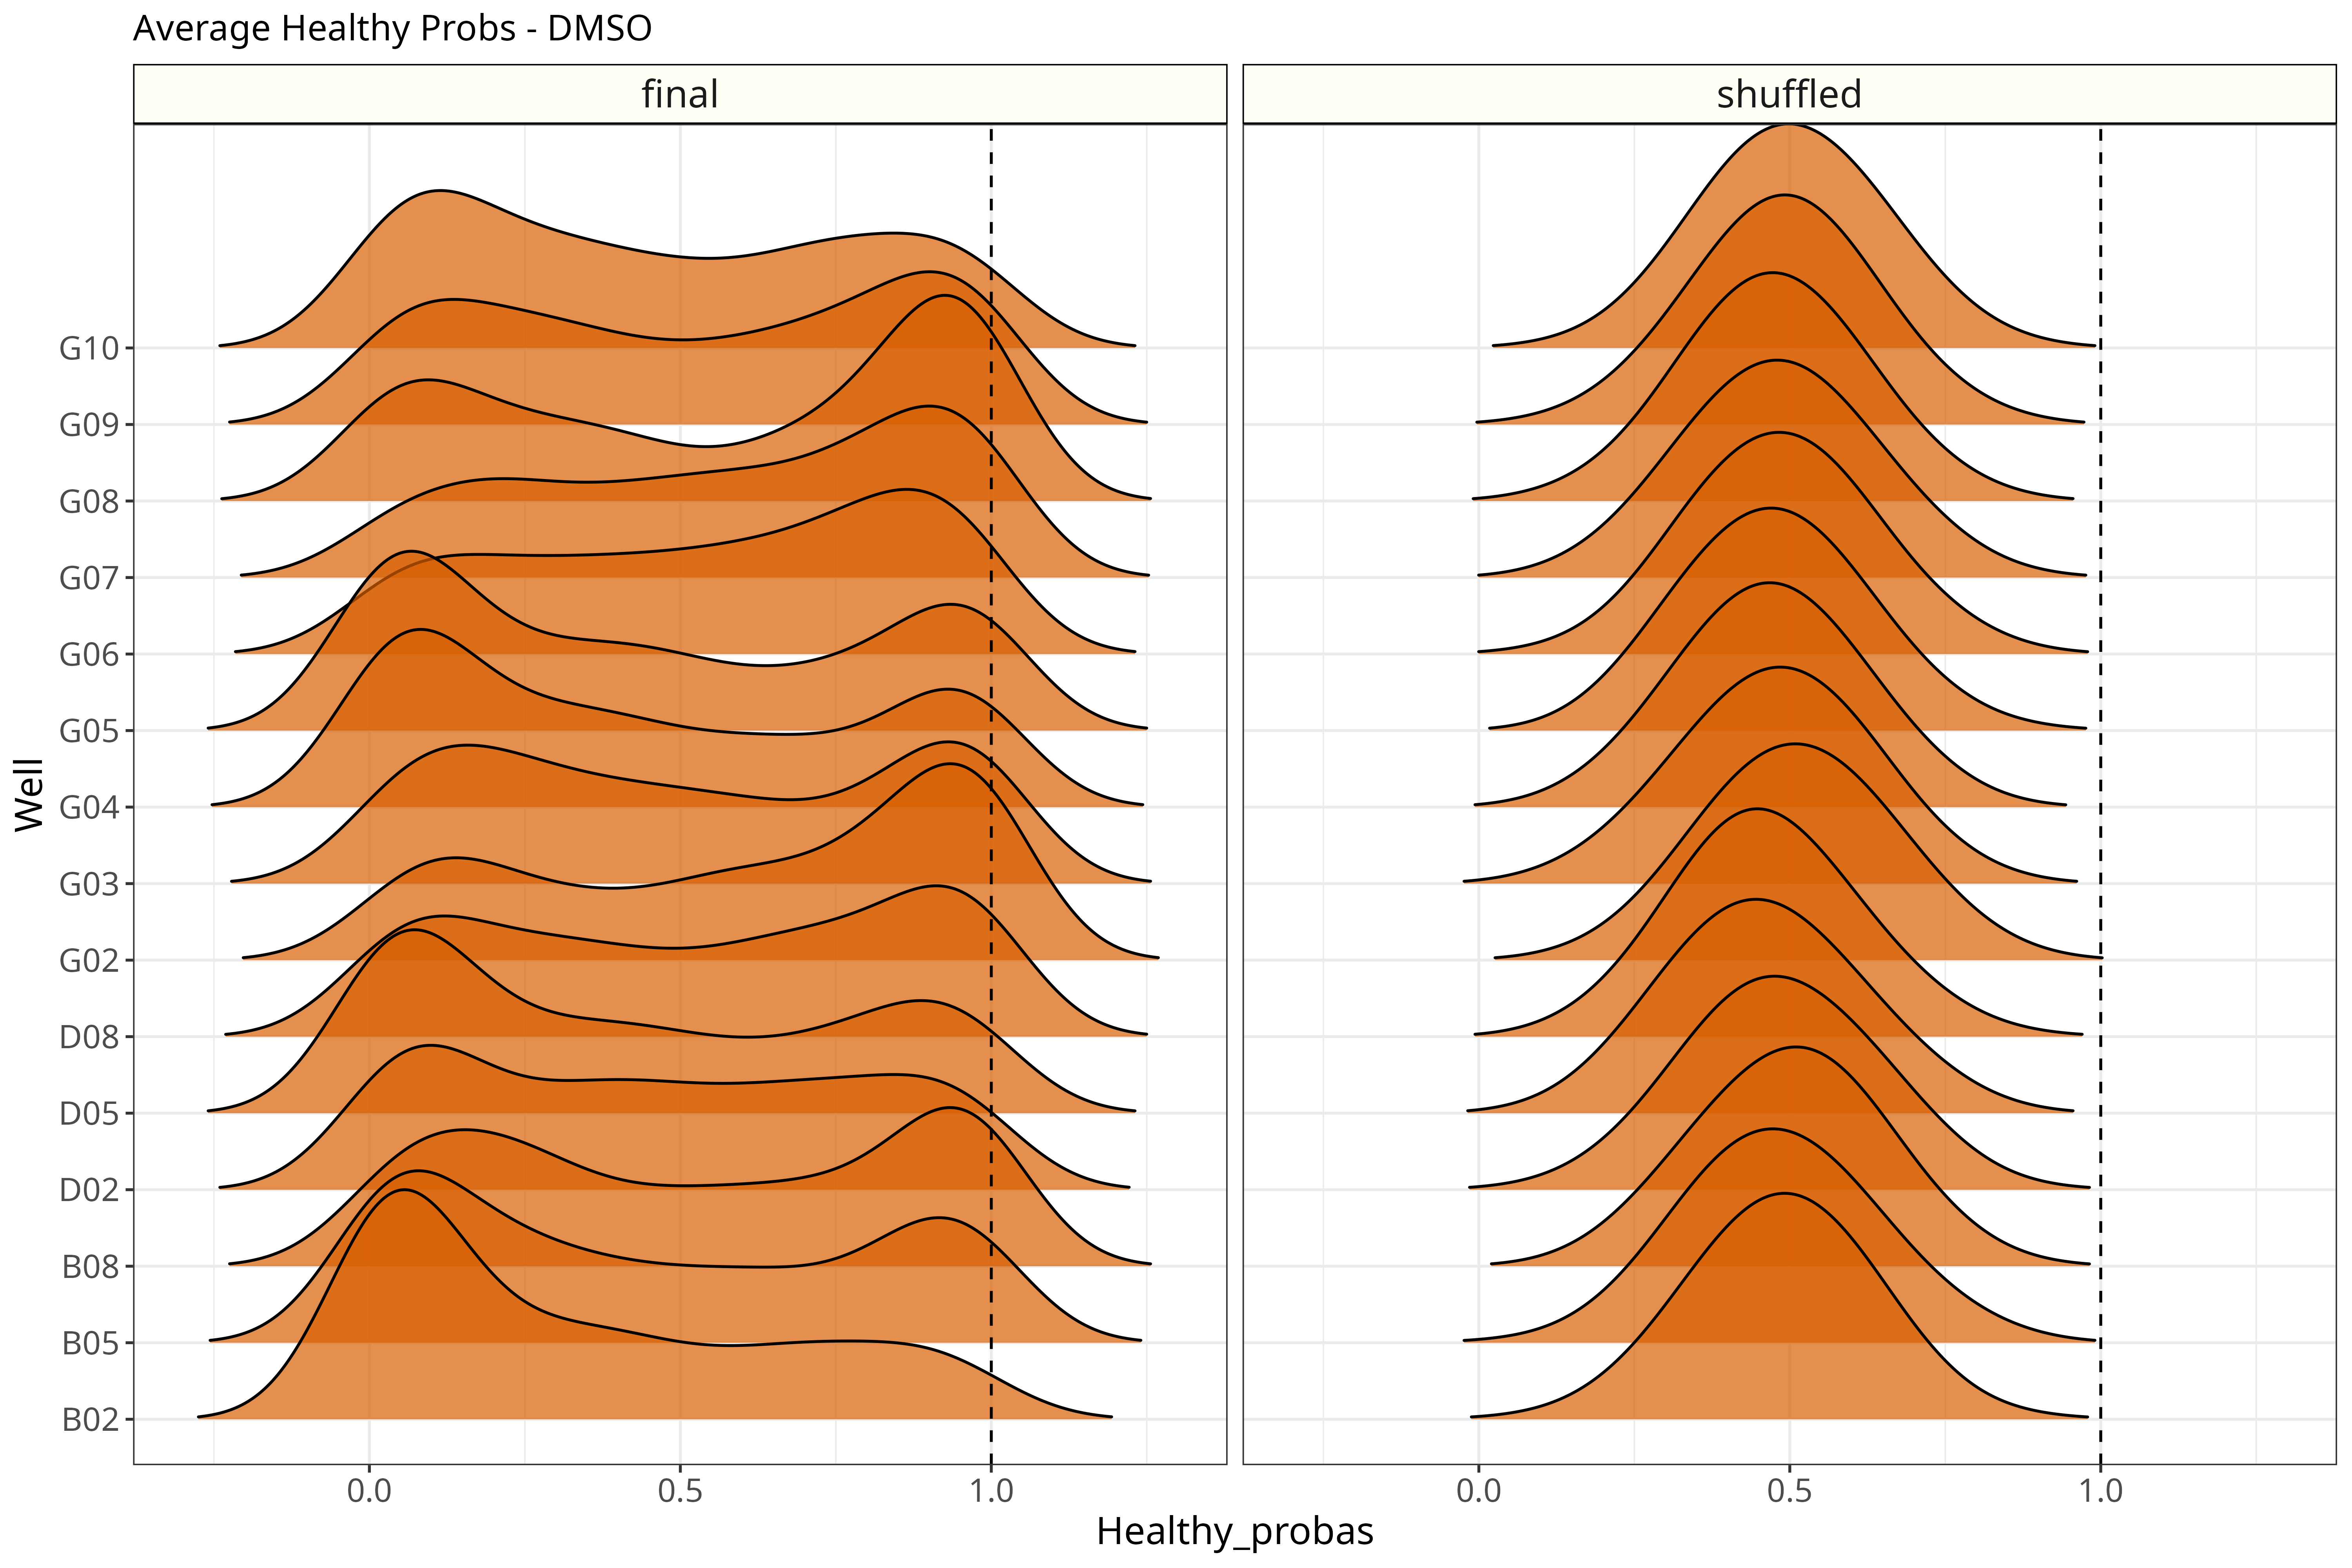 Average Healthy Probs - DMSO
final
shuffled
Well
G10
G09
G08
G07
G06
G05
G04
G03
G02
D08
D05
D02
B08
B05
B02
0.0 0.5 1.0 0.0 0.5 1.0
Healthy_probas